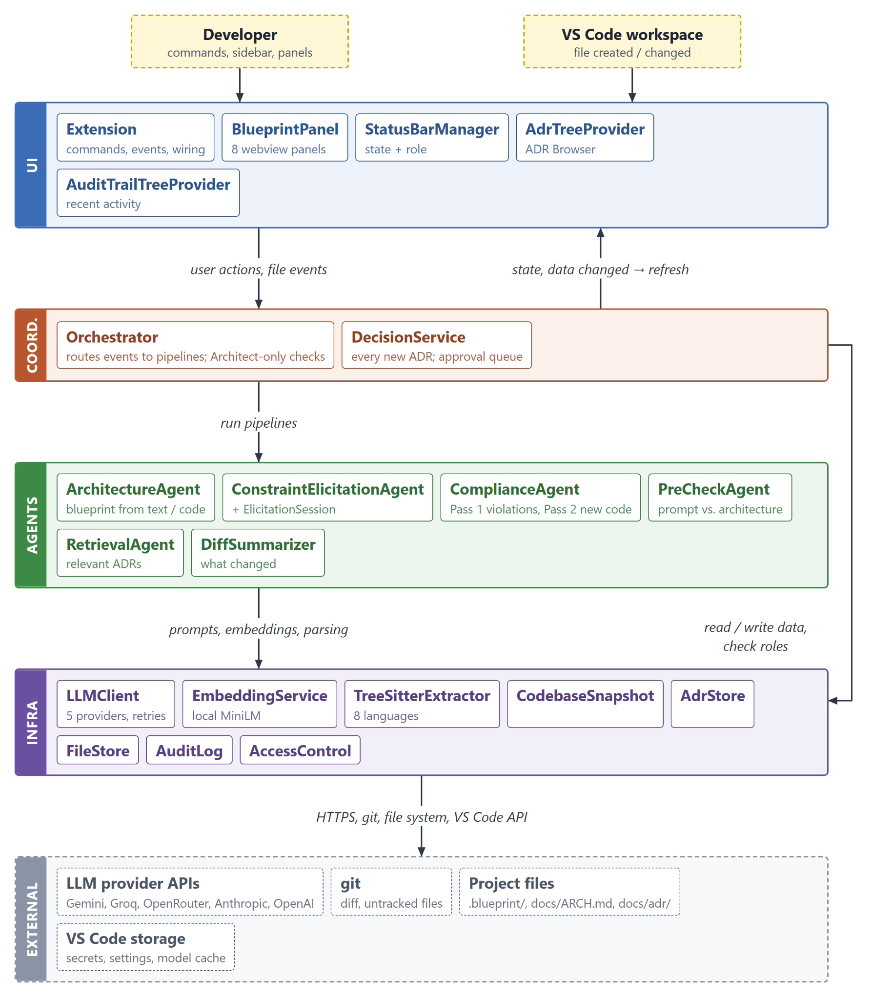 Developer
commands, sidebar, panels
VS Code workspace
file created / changed
UI
Extension
commands, events, wiring
BlueprintPanel
8 webview panels
StatusBarManager
state + role
AdrTreeProvider
ADR Browser
AuditTrailTreeProvider
recent activity
user actions, file events
state, data changed → refresh
COORD.
Orchestrator
routes events to pipelines; Architect-only checks
DecisionService
every new ADR; approval queue
run pipelines
AGENTS
ArchitectureAgent
blueprint from text / code
ConstraintElicitationAgent
+ ElicitationSession
ComplianceAgent
Pass 1 violations, Pass 2 new code
PreCheckAgent
prompt vs. architecture
RetrievalAgent
relevant ADRs
DiffSummarizer
what changed
prompts, embeddings, parsing
read / write data,
check roles
INFRA
LLMClient
5 providers, retries
EmbeddingService
local MiniLM
TreeSitterExtractor
8 languages
CodebaseSnapshot
AdrStore
FileStore
AuditLog
AccessControl
HTTPS, git, file system, VS Code API
EXTERNAL
LLM provider APIs
Gemini, Groq, OpenRouter, Anthropic, OpenAI
git
diff, untracked files
Project files
.blueprint/, docs/ARCH.md, docs/adr/
VS Code storage
secrets, settings, model cache